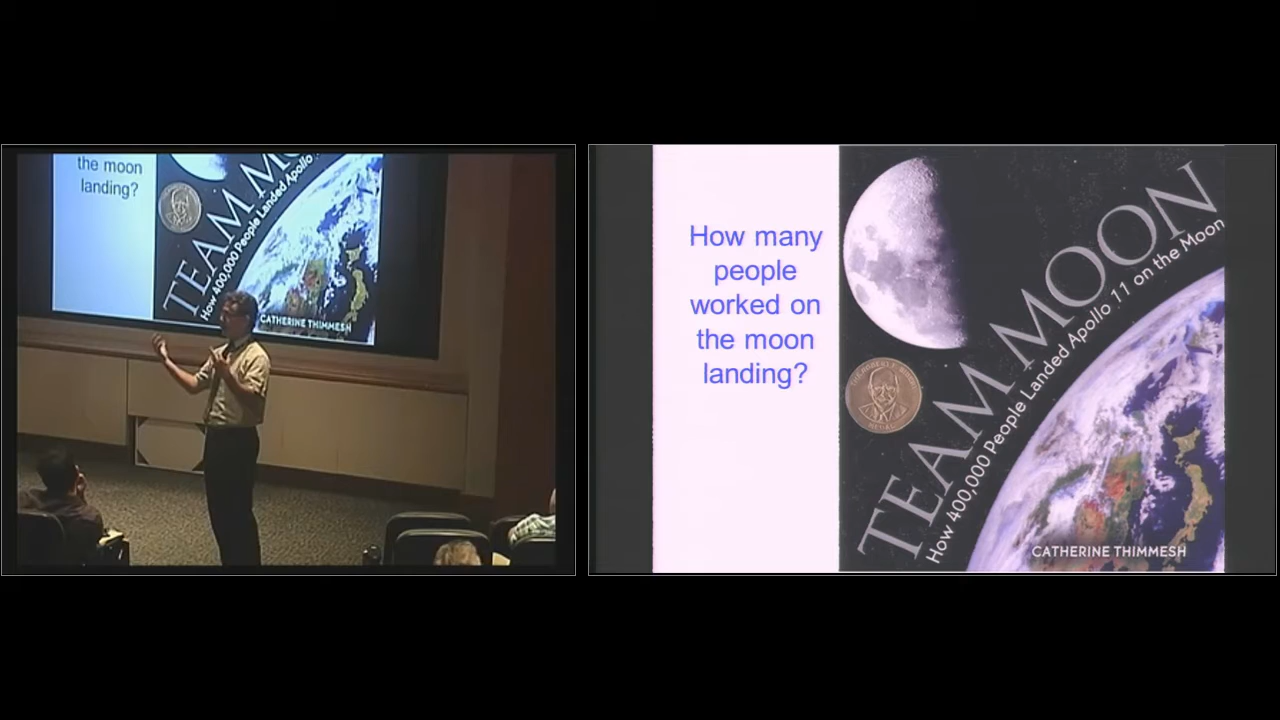 the moon
landing?
TEAM M
How 400,000 People Landed Apollo
CATHERINE THIMMESH
How many
people
worked on
the moon
landing?
TEAM MOON
How 400,000 People Landed Apollo 11 on the Moon
CATHERINE THIMMESH